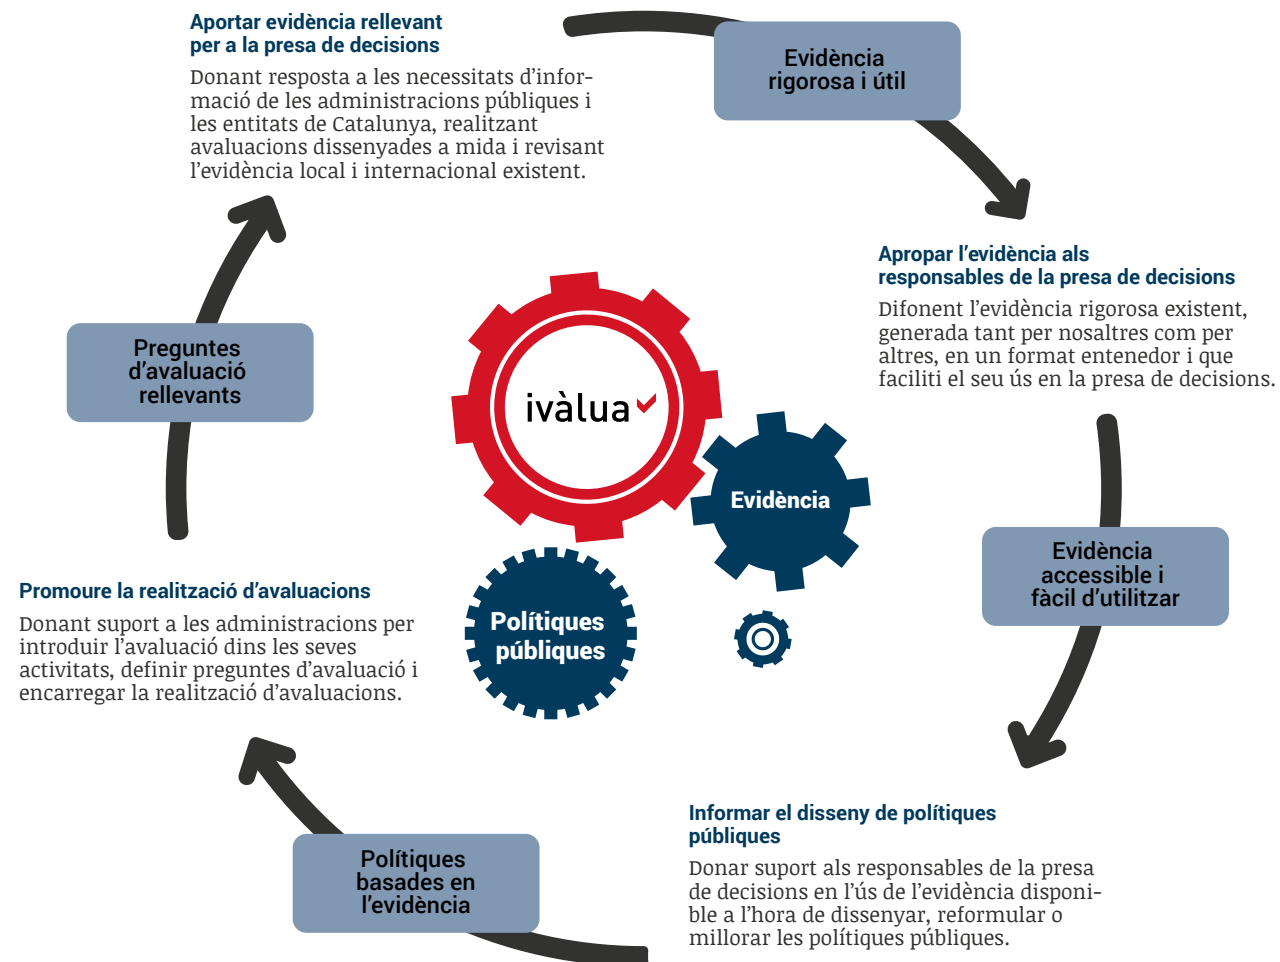 Aportar evidència rellevant
per a la presa de decisions
Donant resposta a les necessitats d'infor-
mació de les administracions públiques i
les entitats de Catalunya, realitzant
avaluacions dissenyades a mida i revisant
l'evidència local i internacional existent.
Evidència
rigorosa i útil
Apropar l'evidència als
responsables de la presa de decisions
Difonent l'evidència rigorosa existent,
generada tant per nosaltres com per
altres, en un format entenedor i que
faciliti el seu ús en la presa de decisions.
Preguntes
d'avaluació
rellevants
ivàlua
Evidència
Evidència
accessible i
fàcil d'utilitzar
Polítiques
públiques
Promoure la realització d'avaluacions
Donant suport a les administracions per
introduir l'avaluació dins les seves
activitats, definir preguntes d'avaluació i
encarregar la realització d'avaluacions.
Informar el disseny de polítiques
públiques
Donar suport als responsables de la presa
de decisions en l'ús de l'evidència disponi-
ble a l'hora de dissenyar, reformular o
millorar les polítiques públiques.
Polítiques
basades en
l'evidència